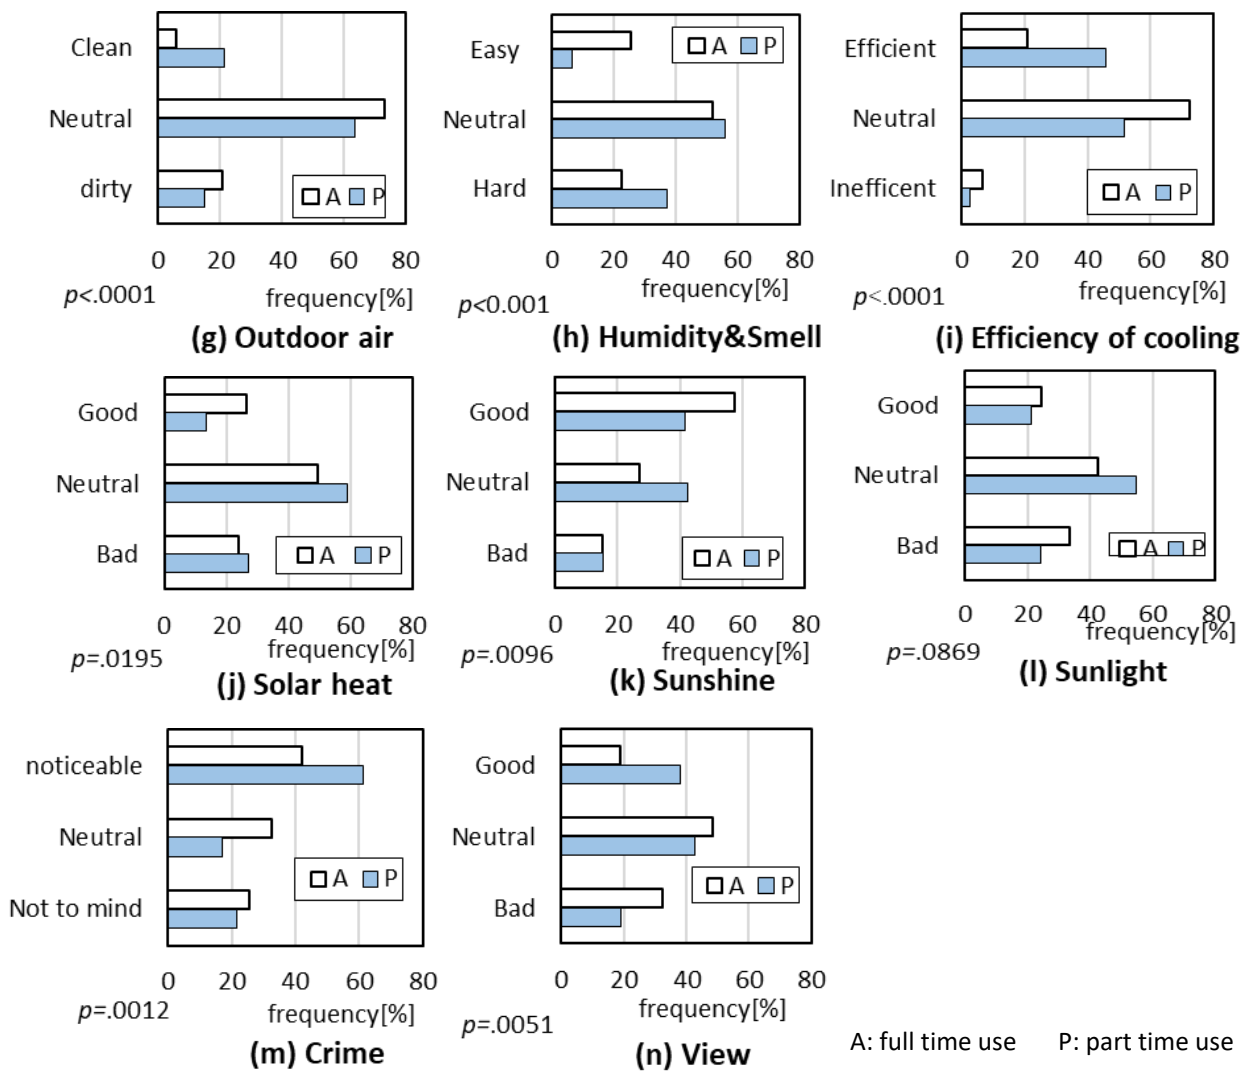 Clean
Neutral
dirty
A P
0 20 40 60 80
p<.0001
frequency[%]
(g) Outdoor air
Easy
Neutral
Hard
A P
0 20 40 60 80
p<0.001
frequency[%]
(h) Humidity&Smell
Efficient
Neutral
Inefficent
A P
0 20 40 60 80
p<.0001
frequency[%]
(i) Efficiency of cooling
Good
Neutral
Bad
A P
0 20 40 60 80
p=.0195
frequency[%]
(j) Solar heat
Good
Neutral
Bad
A P
0 20 40 60 80
p=.0096
frequency[%]
(k) Sunshine
Good
Neutral
Bad
A P
0 20 40 60 80
p=.0869
frequency[%]
(l) Sunlight
noticeable
Neutral
Not to mind
A P
0 20 40 60 80
p=.0012
frequency[%]
(m) Crime
Good
Neutral
Bad
A P
0 20 40 60 80
p=.0051
frequency[%]
(n) View
A: full time use P: part time use